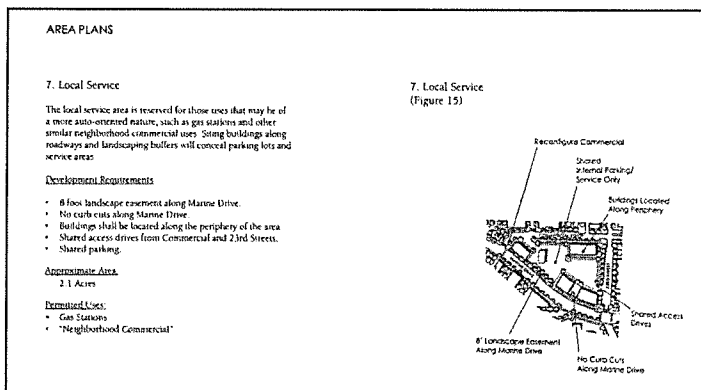 AREA PLANS
7. Local Service
The local service area is reserved for those uses that may be of
a more auto-oriented nature, such as gas stations and other
similar neighborhood commercial uses. Siting buildings along
roadways and landscaping buffers will conceal parking lots and
service areas.
Development Requirements
• 8 foot landscape easement along Marine Drive.
• No curb cuts along Marine Drive.
• Buildings shall be located along the periphery of the area
• Shared access drives from Commercial and 23rd Streets.
• Shared parking.
Approximate Area:
2.1 Acres
Permitted Uses:
• Gas Stations
• "Neighborhood Commercial"
7. Local Service
(Figure 15)
Reconfigure Commercial
Shared
Internal Parking/
Service Only
Buildings Located
Along Periphery
Shared Access
Drives
8' Landscape Easement
Along Marine Drive
No Curb Cuts
Along Marine Drive